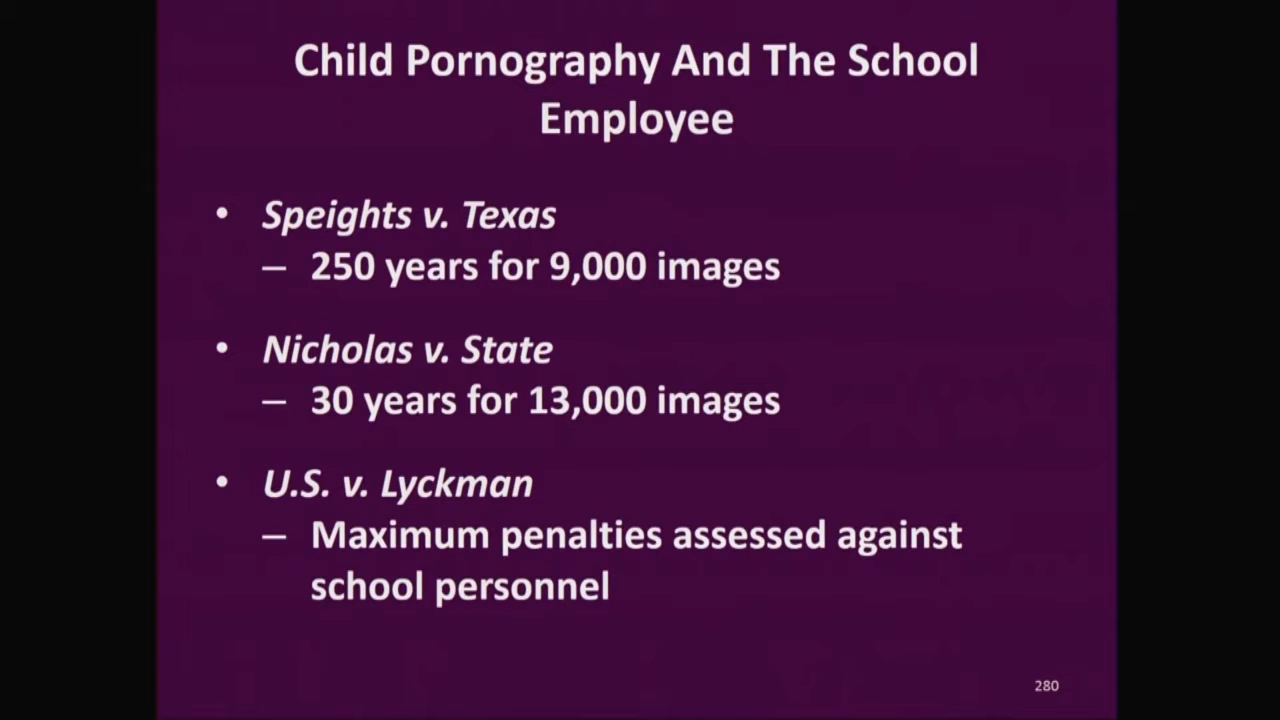 Child Pornography And The School
Employee
• Speights v. Texas
– 250 years for 9,000 images
• Nicholas v. State
– 30 years for 13,000 images
• U.S. v. Lyckman
– Maximum penalties assessed against
school personnel
280